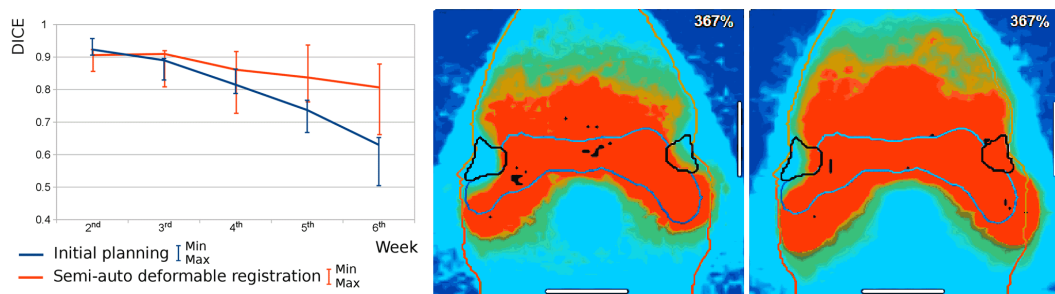 DICE
1
0.9
0.8
0.7
0.6
0.5
0.4
2nd 3rd 4th 5th 6th
Week
Initial planning Min Max
Semi-auto deformable registration Min Max
367%
367%